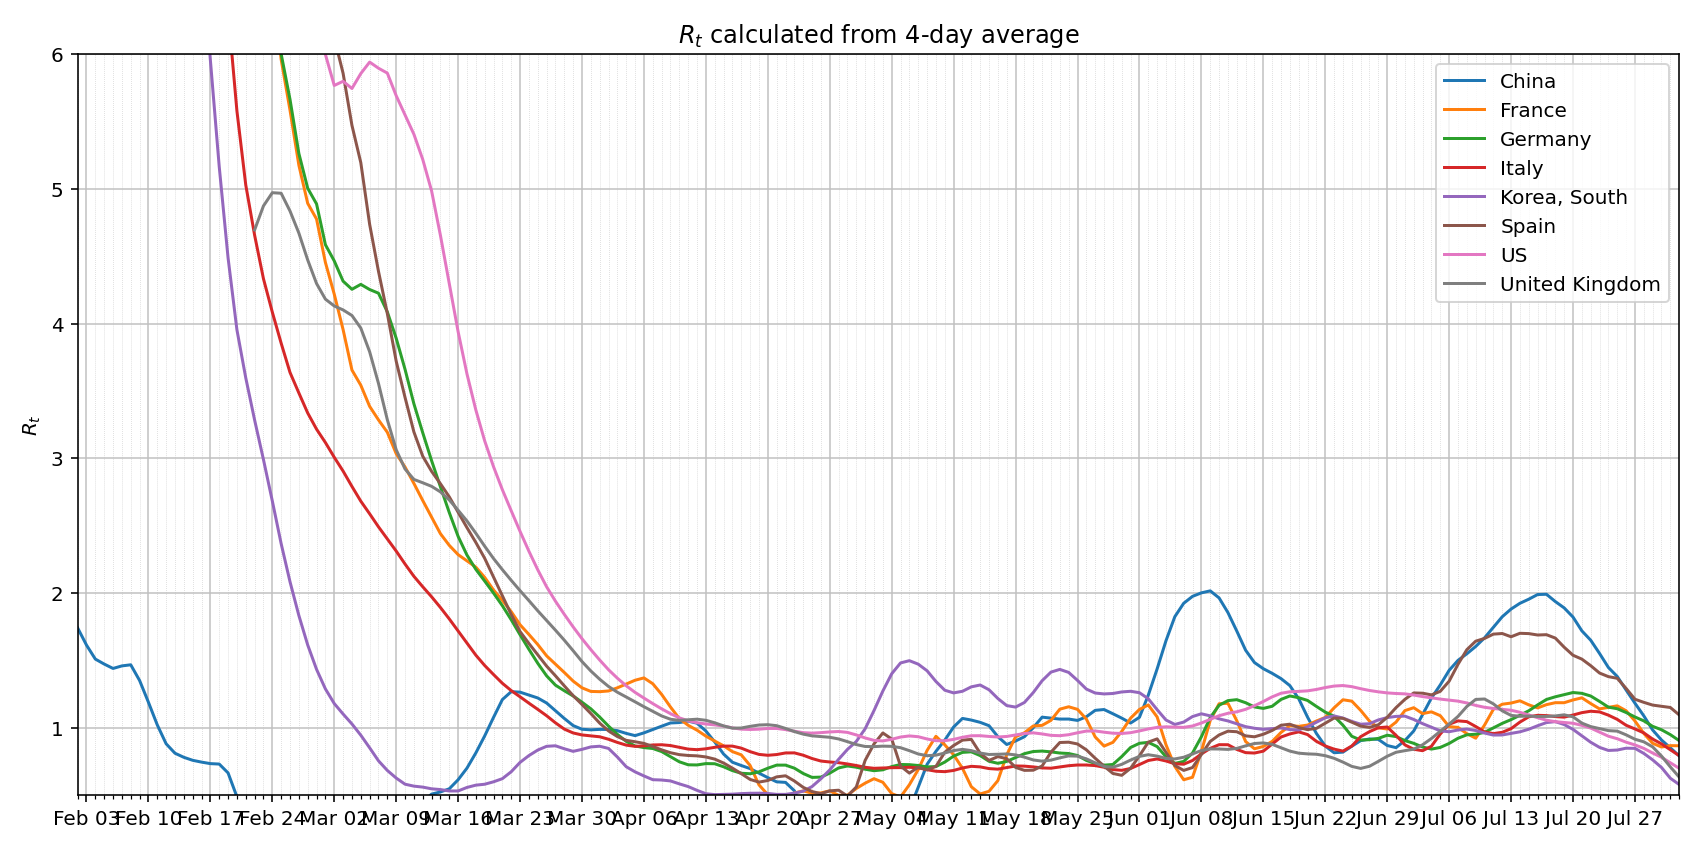 Rt calculated from 4-day average
6
5
4
3
2
1
Rt
China
France
Germany
Italy
Korea, South
Spain
US
United Kingdom
Feb 03 Feb 10 Feb 17 Feb 24 Mar 02 Mar 09 Mar 16 Mar 23 Mar 30 Apr 06 Apr 13 Apr 20 Apr 27 May 04 May 11 May 18 May 25 Jun 01 Jun 08 Jun 15 Jun 22 Jun 29 Jul 06 Jul 13 Jul 20 Jul 27